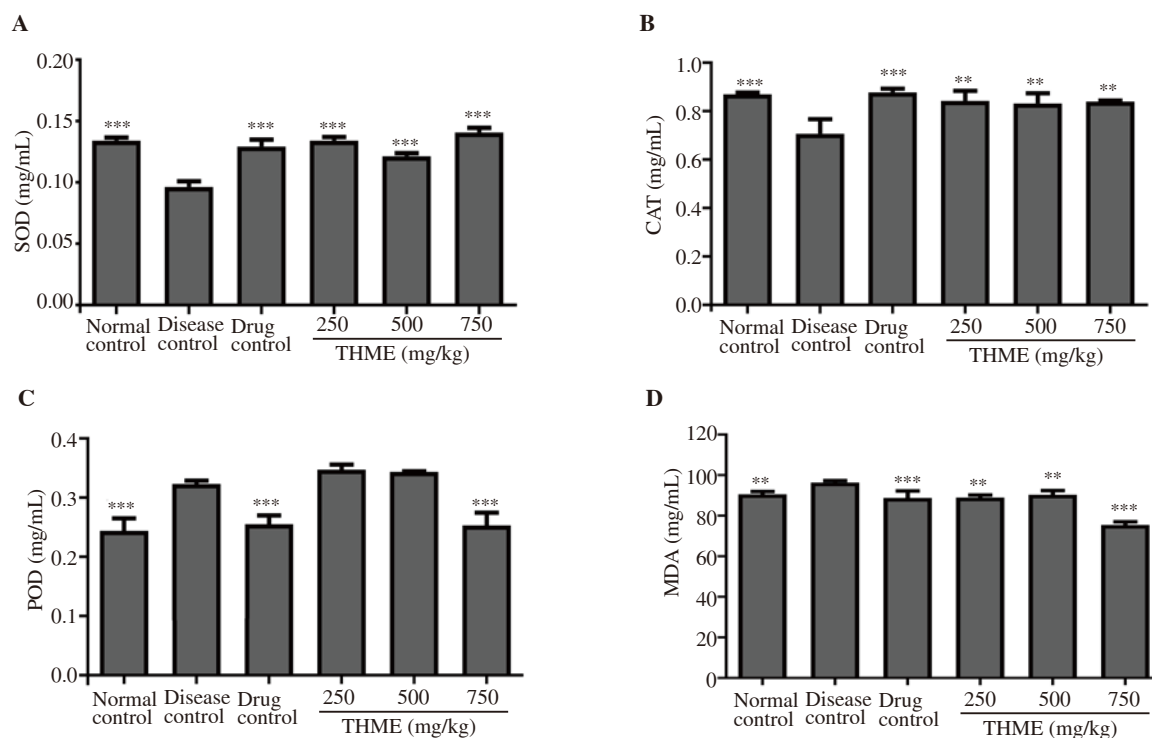 A
SOD (mg/mL)
0.20
0.15
0.10
0.05
0.00
***
***
***
***
***
Normal control
Disease control
Drug control
250
500
750
THME (mg/kg)
B
CAT (mg/mL)
1.0
0.8
0.6
0.4
0.2
0.0
***
***
**
**
**
Normal control
Disease control
Drug control
250
500
750
THME (mg/kg)
C
POD (mg/mL)
0.4
0.3
0.2
0.1
0.0
***
***
***
Normal control
Disease control
Drug control
250
500
750
THME (mg/kg)
D
MDA (mg/mL)
120
100
80
60
40
20
0
**
***
**
**
***
Normal control
Disease control
Drug control
250
500
750
THME (mg/kg)